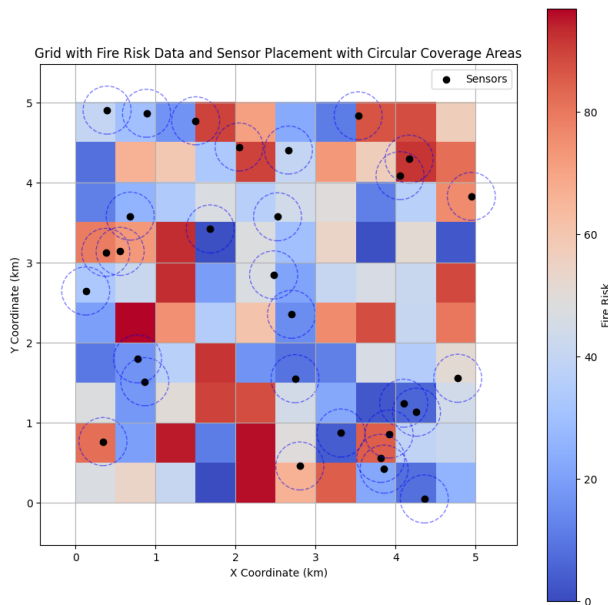 Grid with Fire Risk Data and Sensor Placement with Circular Coverage Areas
Sensors
5
4
3
2
1
0
Y Coordinate (km)
0 1 2 3 4 5
X Coordinate (km)
80
60
40
20
0
Fire Risk